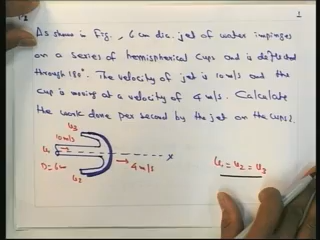 1
As shown in Fig., 6 cm dia. jet of water impinges
on a series of hemispherical cups and is deflected
through 180°. The velocity of jet is 10 m/s and the
cup is moving at a velocity of 4 m/s. Calculate
the work done per second by the jet on the cups?
u3
10 m/s
u1
x
4 m/s
D = 6 cm
u2
u1 = u2 = u3